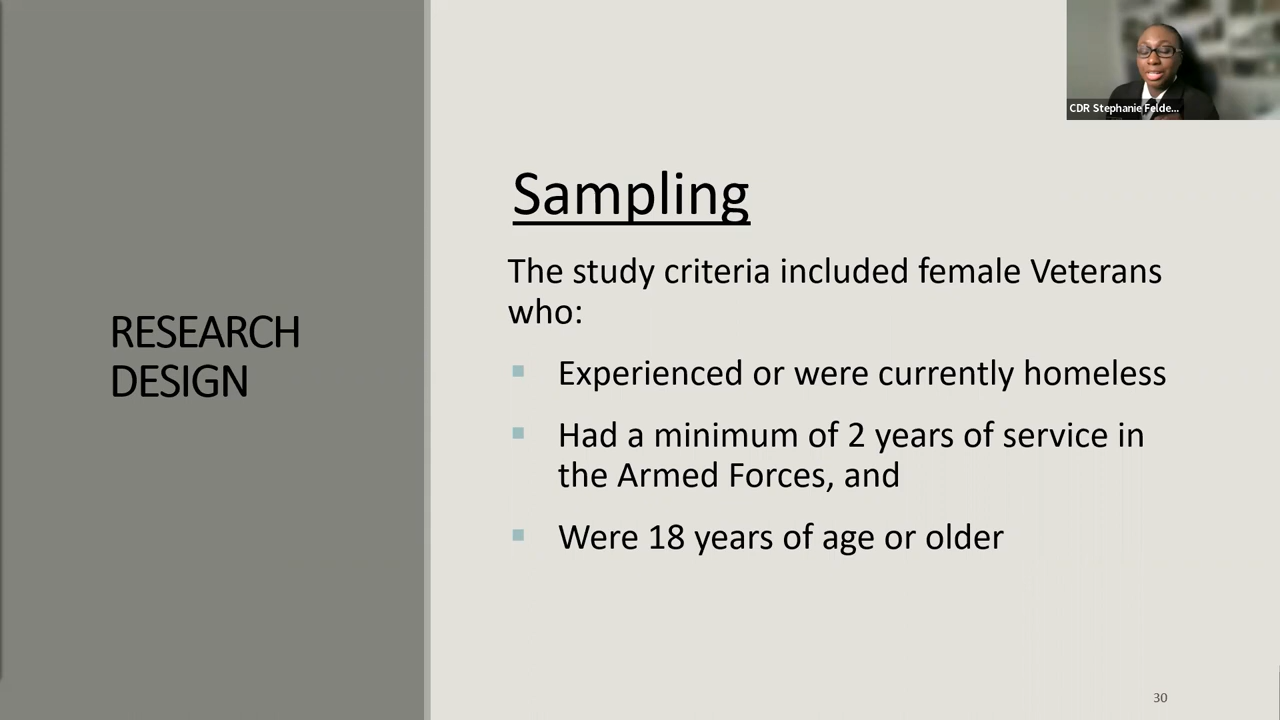 CDR Stephanie Felde...
Sampling
The study criteria included female Veterans
who:
Experienced or were currently homeless
Had a minimum of 2 years of service in
the Armed Forces, and
Were 18 years of age or older
RESEARCH
DESIGN
30